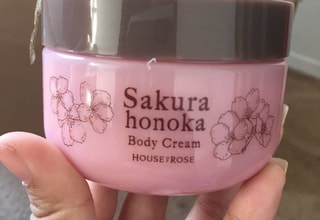 Sakura
honoka
Body Cream
HOUSE OF ROSE